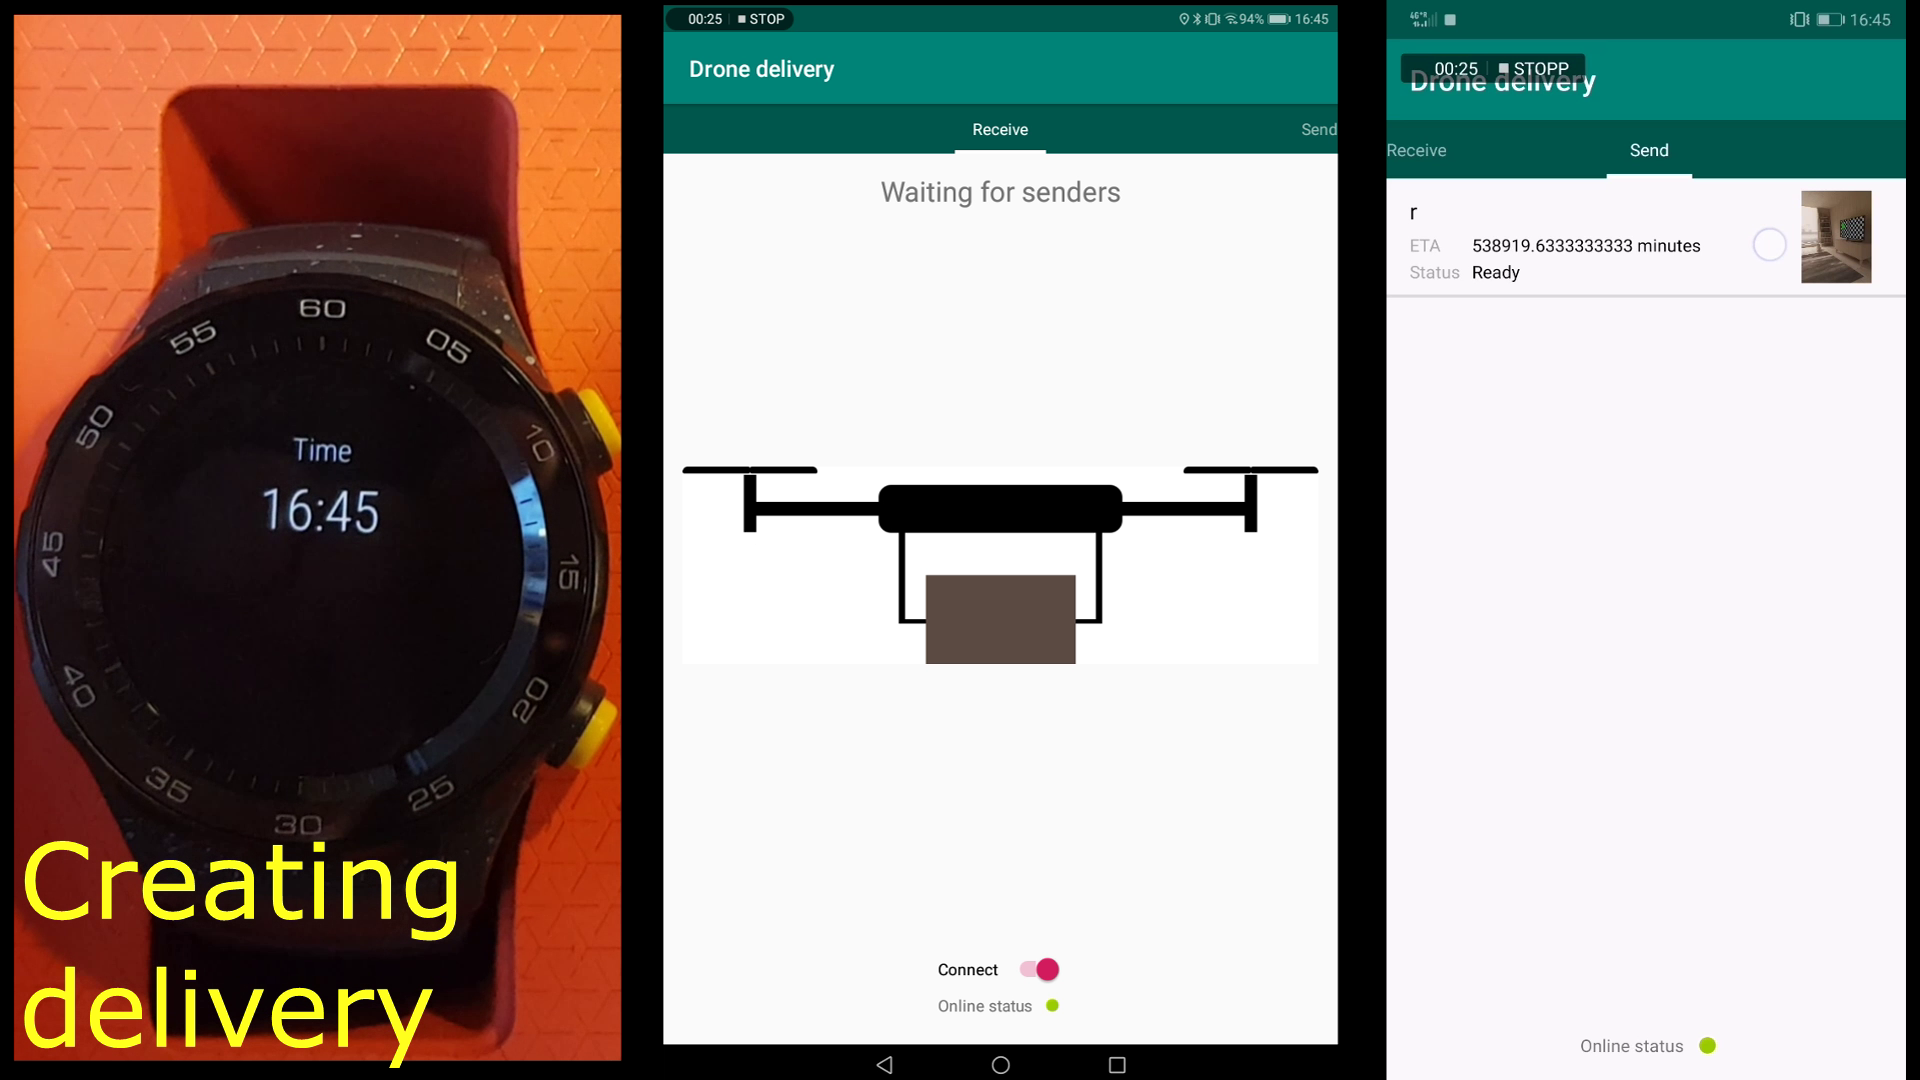 60
55
05
50
10
Time
16:45
45
15
40
20
35
25
30
Creating
delivery
00:25 STOP
94% 16:45
Drone delivery
Receive Send
Waiting for senders
Connect
Online status
16:45
00:25 STOPP
Drone delivery
Receive Send
r
ETA 538919.6333333333 minutes
Status Ready
Online status